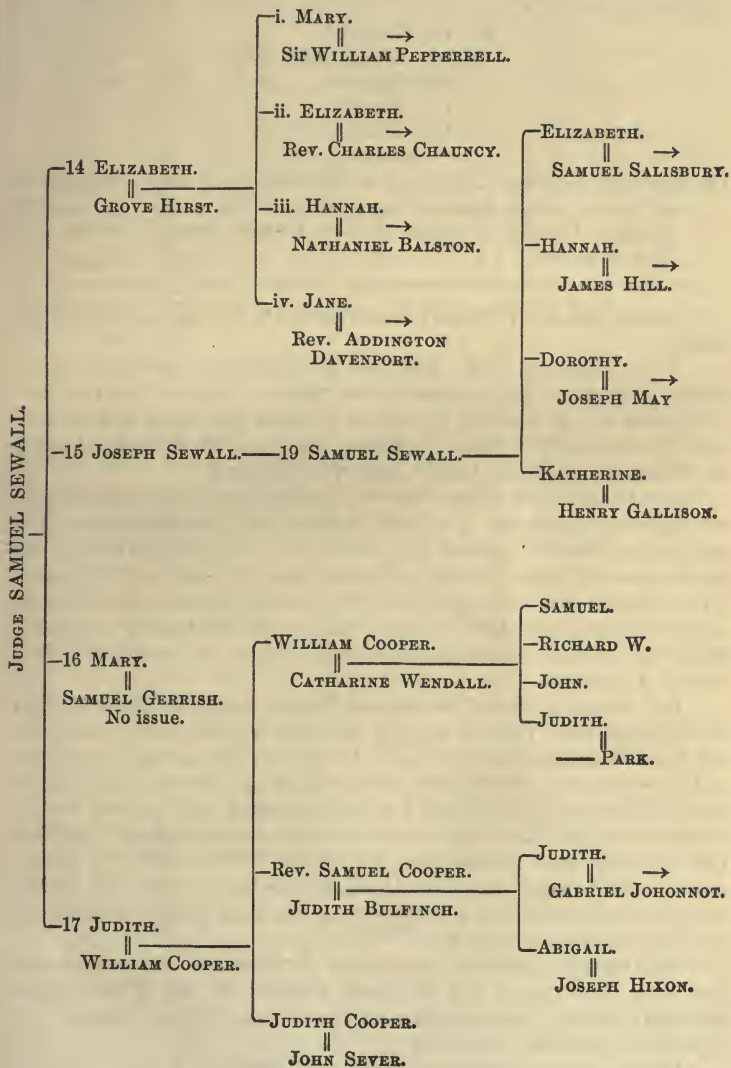 JUDGE SAMUEL SEWALL.
14 ELIZABETH.
GROVE HIRST.
i. MARY.
Sir WILLIAM PEPPERRELL.
ii. ELIZABETH.
Rev. CHARLES CHAUNCY.
iii. HANNAH.
NATHANIEL BALSTON.
iv. JANE.
Rev. ADDINGTON
DAVENPORT.
15 JOSEPH SEWALL.
19 SAMUEL SEWALL.
ELIZABETH.
SAMUEL SALISBURY.
HANNAH.
JAMES HILL.
DOROTHY.
JOSEPH MAY
KATHERINE.
HENRY GALLISON.
16 MARY.
SAMUEL GERRISH.
No issue.
17 JUDITH.
WILLIAM COOPER.
WILLIAM COOPER.
CATHARINE WENDALL.
SAMUEL.
RICHARD W.
JOHN.
JUDITH.
—— PARK.
Rev. SAMUEL COOPER.
JUDITH BULFINCH.
JUDITH.
GABRIEL JOHONNOT.
ABIGAIL.
JOSEPH HIXON.
JUDITH COOPER.
JOHN SEVER.